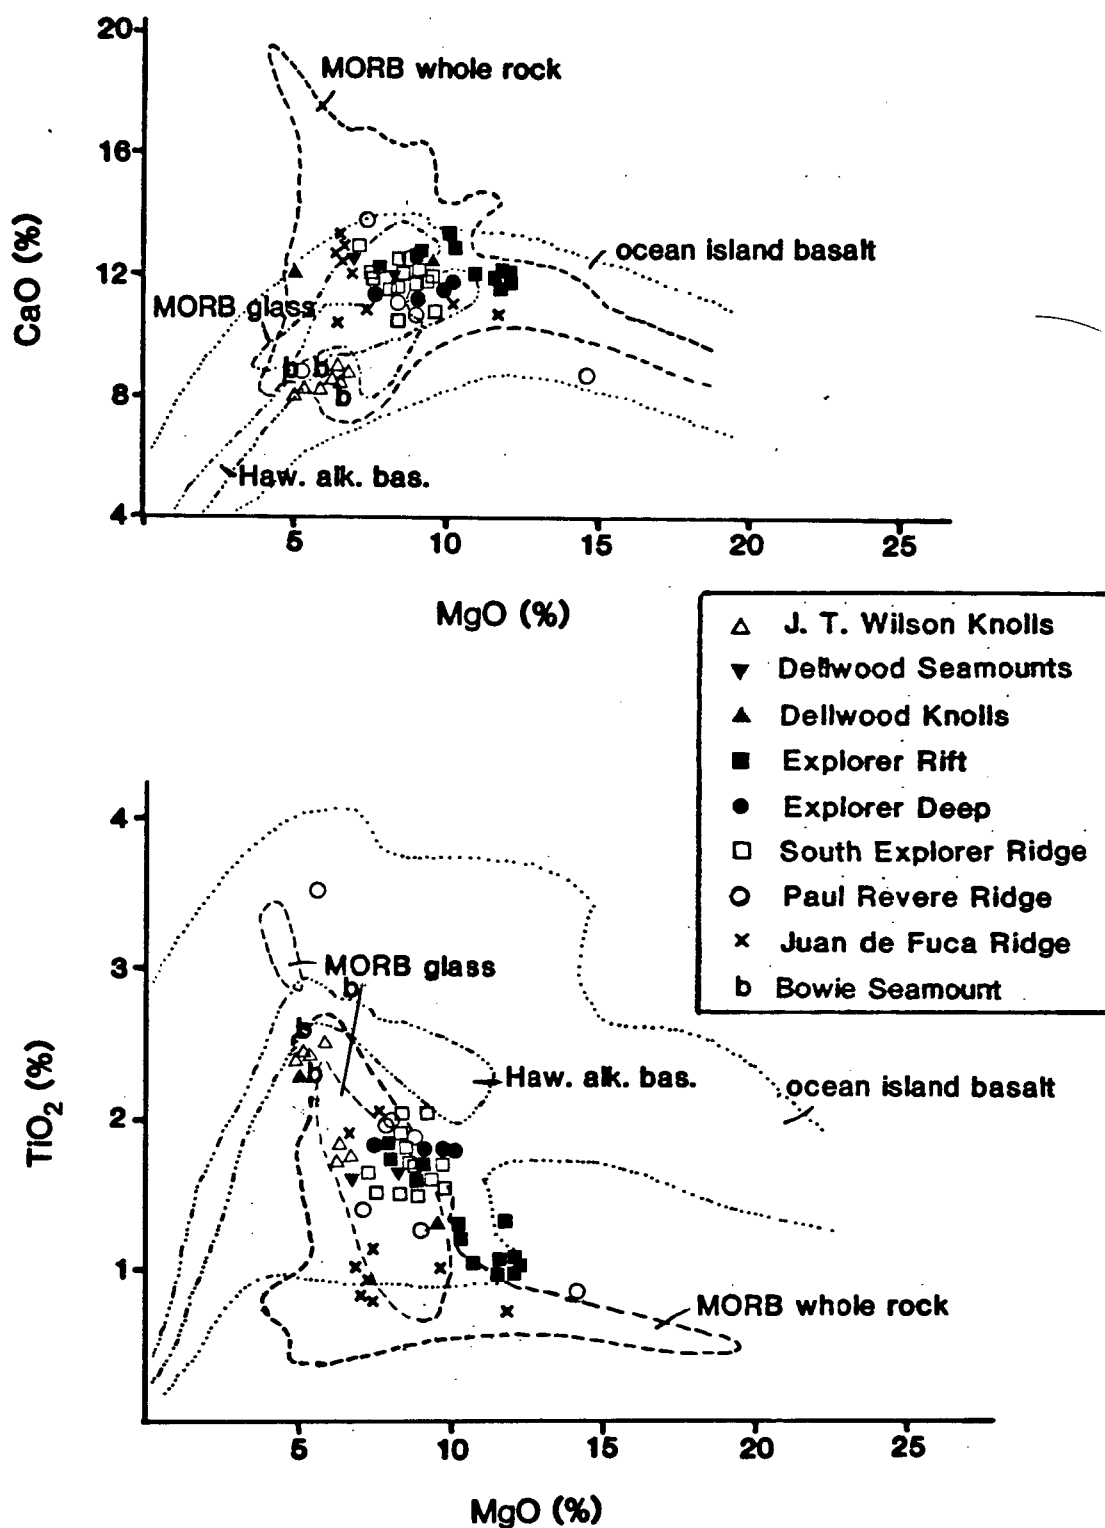 20
MORB whole rock
16
ocean island basalt
12
MORB glass
CaO (%)
b b
b
8
Haw. alk. bas.
4
5 10 15 20 25
MgO (%)
J. T. Wilson Knolls
Dellwood Seamounts
Dellwood Knolls
Explorer Rift
Explorer Deep
South Explorer Ridge
Paul Revere Ridge
Juan de Fuca Ridge
b Bowie Seamount
4
3
MORB glass
b
b
b
Haw. alk. bas.
ocean island basalt
TiO2 (%)
2
1
MORB whole rock
5 10 15 20 25
MgO (%)